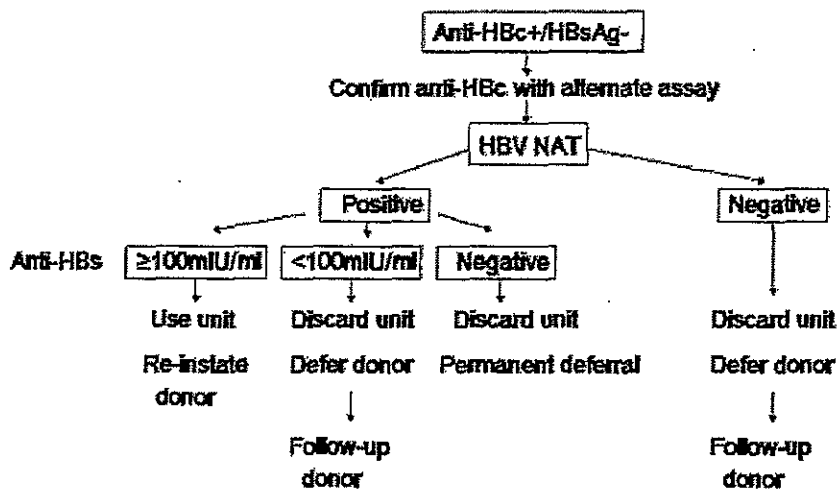 Anti-HBc+/HBsAg-
Confirm anti-HBc with alternate assay
HBV NAT
Positive
Negative
Anti-HBs
≥100mIU/ml
<100mIU/ml
Negative
Use unit
Discard unit
Discard unit
Discard unit
Re-instate
donor
Defer donor
Permanent deferral
Defer donor
Follow-up
donor
Follow-up
donor